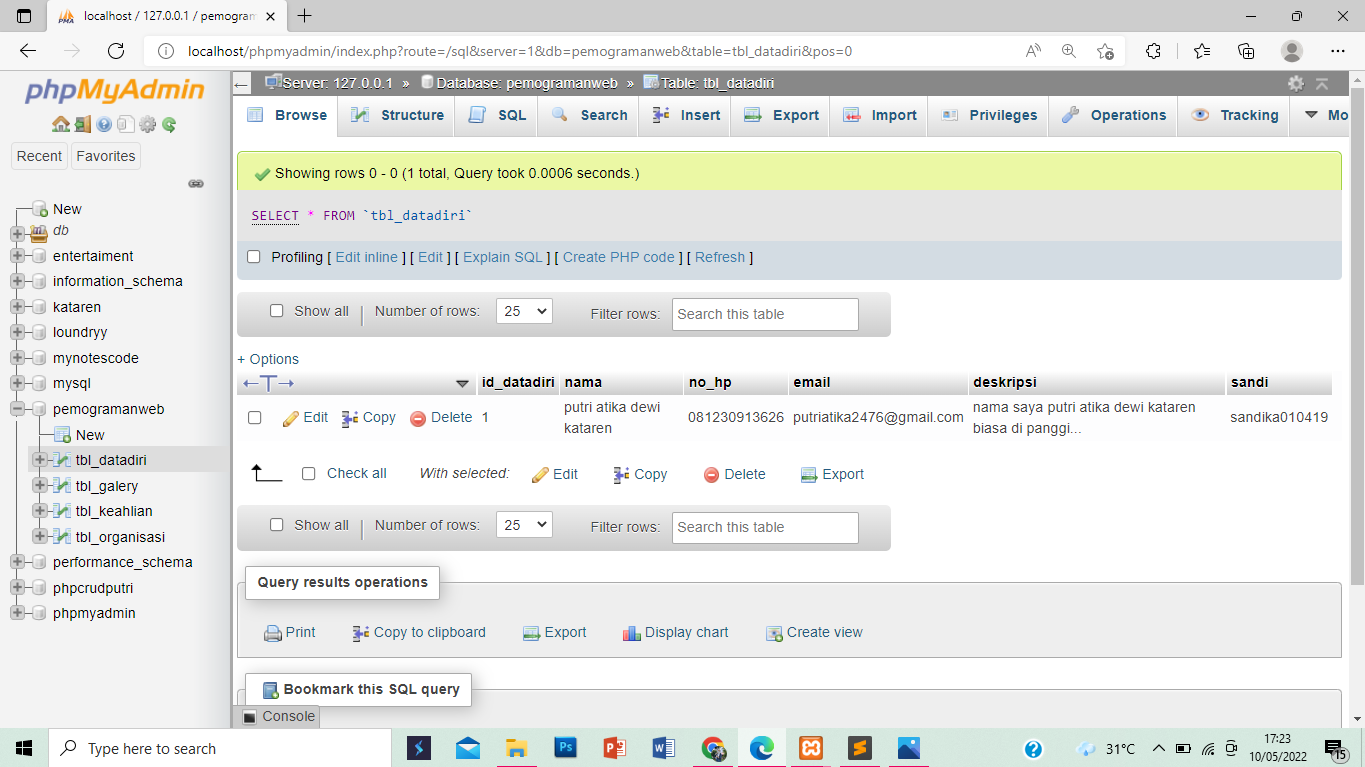 localhost / 127.0.0.1 / pemogram
localhost/phpmyadmin/index.php?route=/sql&server=1&db=pemogramanweb&table=tbl_datadiri&pos=0
phpMyAdmin
Recent Favorites
New
db
entertaiment
information_schema
kataren
loundryy
mynotescode
mysql
pemogramanweb
New
tbl_datadiri
tbl_galery
tbl_keahlian
tbl_organisasi
performance_schema
phpcrudputri
phpmyadmin
Server: 127.0.0.1 » Database: pemogramanweb » Table: tbl_datadiri
Browse Structure SQL Search Insert Export Import Privileges Operations Tracking Mo
Showing rows 0 - 0 (1 total, Query took 0.0006 seconds.)
SELECT * FROM `tbl_datadiri`
Profiling [ Edit inline ] [ Edit ] [ Explain SQL ] [ Create PHP code ] [ Refresh ]
Show all | Number of rows: 25 Filter rows: Search this table
+ Options
←T→ id_datadiri nama no_hp email deskripsi sandi
Edit Copy Delete 1 putri atika dewi kataren 081230913626 putriatika2476@gmail.com nama saya putri atika dewi kataren biasa di panggi... sandika010419
Check all With selected: Edit Copy Delete Export
Show all | Number of rows: 25 Filter rows: Search this table
Query results operations
Print Copy to clipboard Export Display chart Create view
Bookmark this SQL query
Console
Type here to search
31°C
17:23
10/05/2022
15